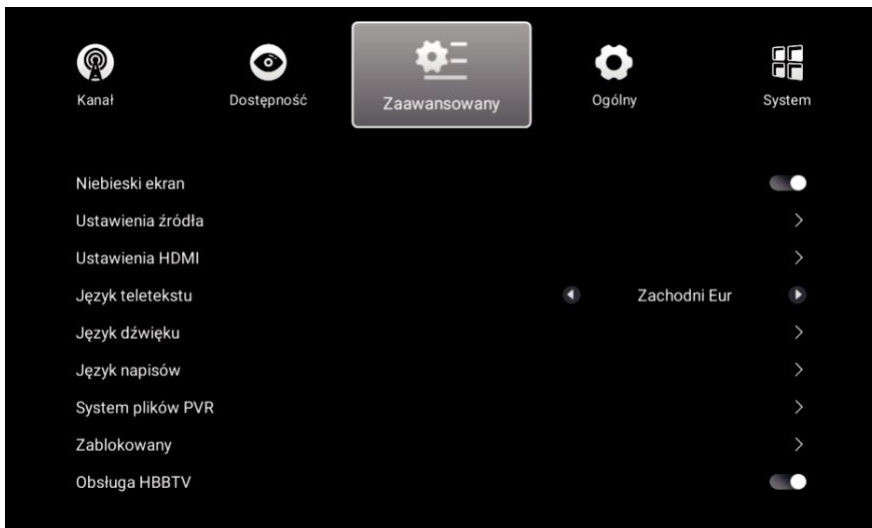 Kanał
Dostępność
Zaawansowany
Ogólny
System
Niebieski ekran
Ustawienia źródła
Ustawienia HDMI
Język teletekstu Zachodni Eur
Język dźwięku
Język napisów
System plików PVR
Zablokowany
Obsługa HBBTV